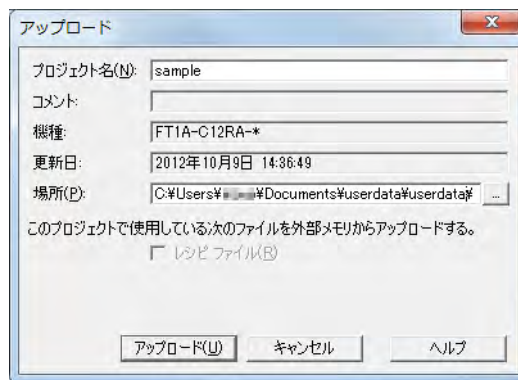 アップロード
プロジェクト名(N): sample
コメント:
機種: FT1A-C12RA-*
更新日: 2012年10月9日 14:36:49
場所(P): C:¥Users¥ ¥Documents¥userdata¥userdata¥ ...
このプロジェクトで使用している次のファイルを外部メモリからアップロードする。
レシピ ファイル(R)
アップロード(U) キャンセル ヘルプ